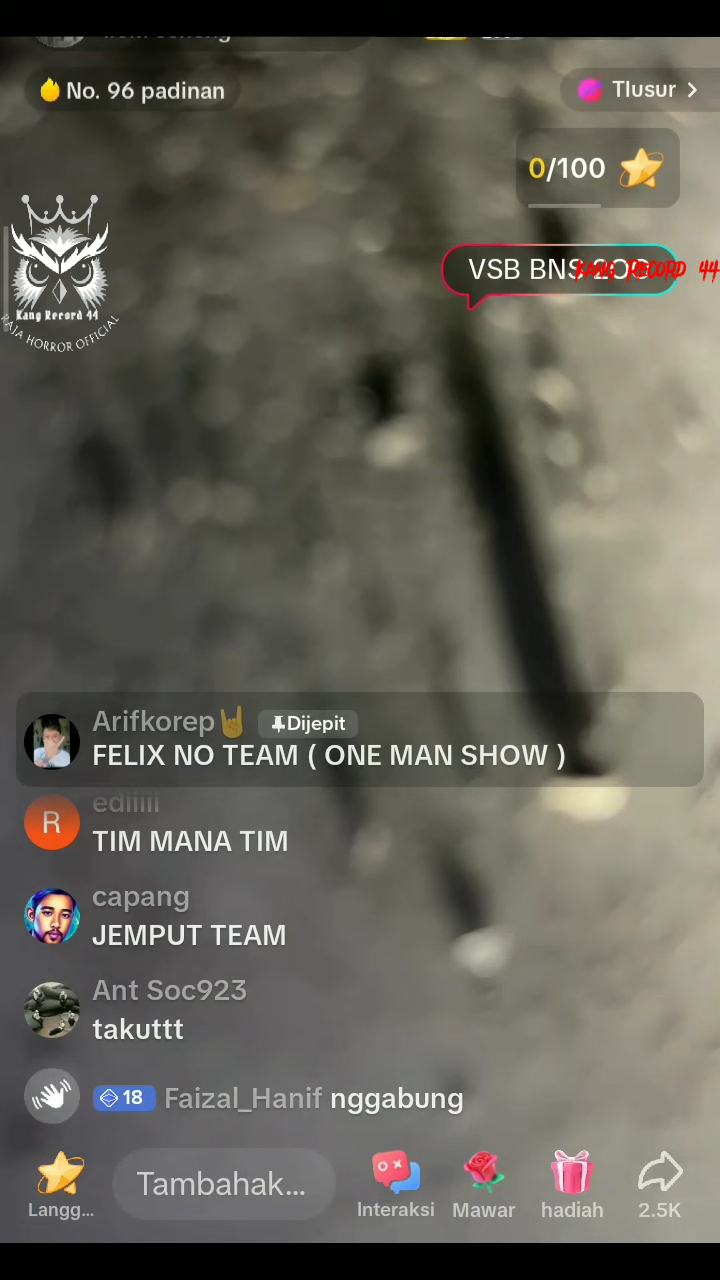 No. 96 padinan
Tlusur
0/100
VSB BNS
KANG RECORD 44
Kang Record 44
RAJA HORROR OFFICIAL
Arifkorep Dijepit
FELIX NO TEAM ( ONE MAN SHOW )
R
ediiiii
TIM MANA TIM
capang
JEMPUT TEAM
Ant Soc923
takuttt
18 Faizal_Hanif nggabung
Langg...
Tambahak...
Interaksi
Mawar
hadiah
2.5K